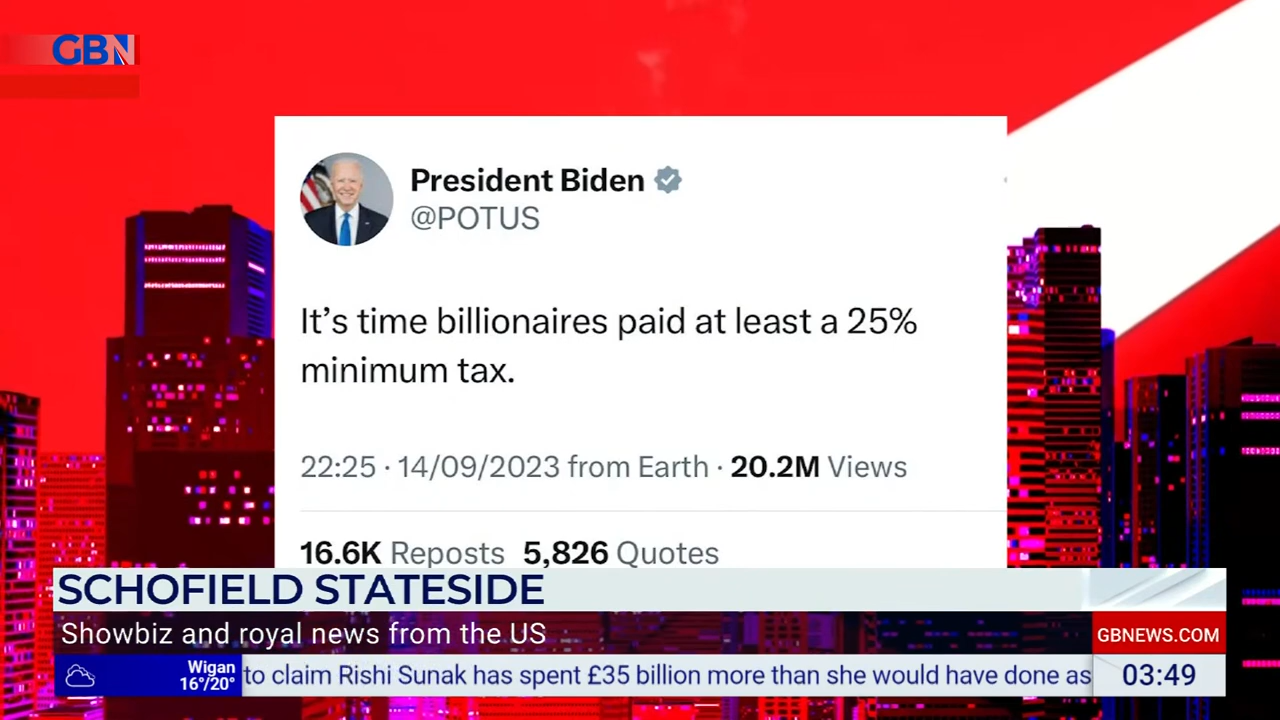 GBN
President Biden
@POTUS
It's time billionaires paid at least a 25%
minimum tax.
22:25 · 14/09/2023 from Earth · 20.2M Views
16.6K Reposts 5,826 Quotes
SCHOFIELD STATESIDE
Showbiz and royal news from the US
GBNEWS.COM
Wigan
16°/20°
to claim Rishi Sunak has spent £35 billion more than she would have done as
03:49